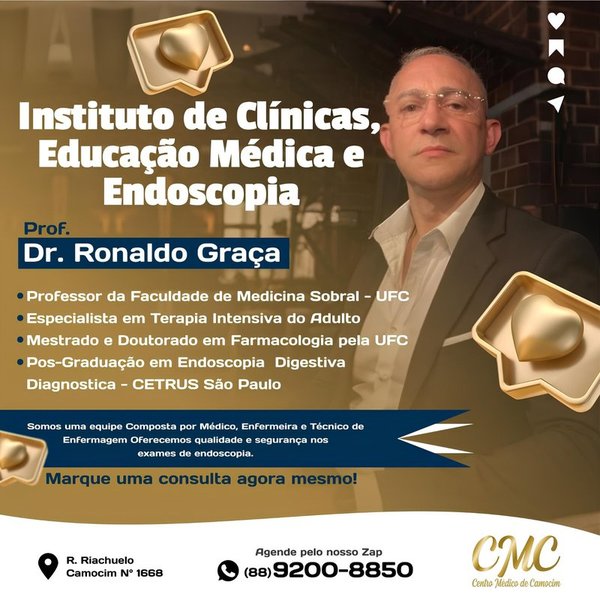 Instituto de Clínicas,
Educação Médica e
Endoscopia
Prof.
Dr. Ronaldo Graça
• Professor da Faculdade de Medicina Sobral - UFC
• Especialista em Terapia Intensiva do Adulto
• Mestrado e Doutorado em Farmacologia pela UFC
• Pos-Graduação em Endoscopia Digestiva
Diagnostica - CETRUS São Paulo
Somos uma equipe Composta por Médico, Enfermeira e Técnico de
Enfermagem Oferecemos qualidade e segurança nos
exames de endoscopia.
Marque uma consulta agora mesmo!
R. Riachuelo
Camocim N° 1668
Agende pelo nosso Zap
(88)9200-8850
CMC
Centro Médico de Camocim